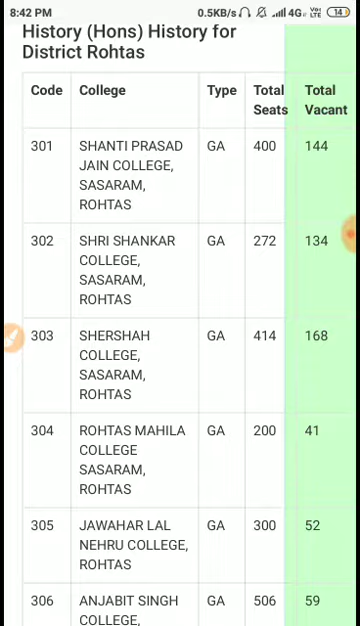 8:42 PM 0.5KB/s 4G Vo LTE 14
History (Hons) History for
District Rohtas
Code College Type Total Seats Total Vacant
301 SHANTI PRASAD JAIN COLLEGE, SASARAM, ROHTAS GA 400 144
302 SHRI SHANKAR COLLEGE, SASARAM, ROHTAS GA 272 134
303 SHERSHAH COLLEGE, SASARAM, ROHTAS GA 414 168
304 ROHTAS MAHILA COLLEGE SASARAM, ROHTAS GA 200 41
305 JAWAHAR LAL NEHRU COLLEGE, ROHTAS GA 300 52
306 ANJABIT SINGH COLLEGE, GA 506 59